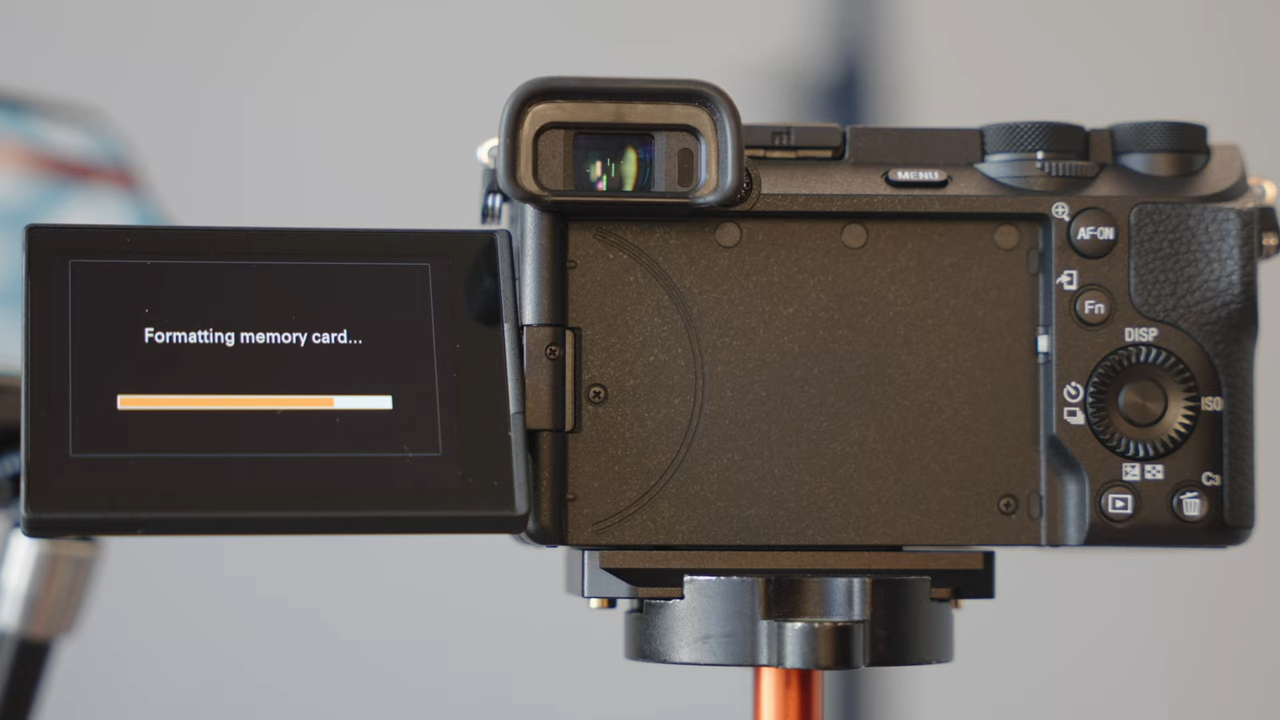 MENU
AF-ON
Formatting memory card...
Fn
DISP
ISO
C3